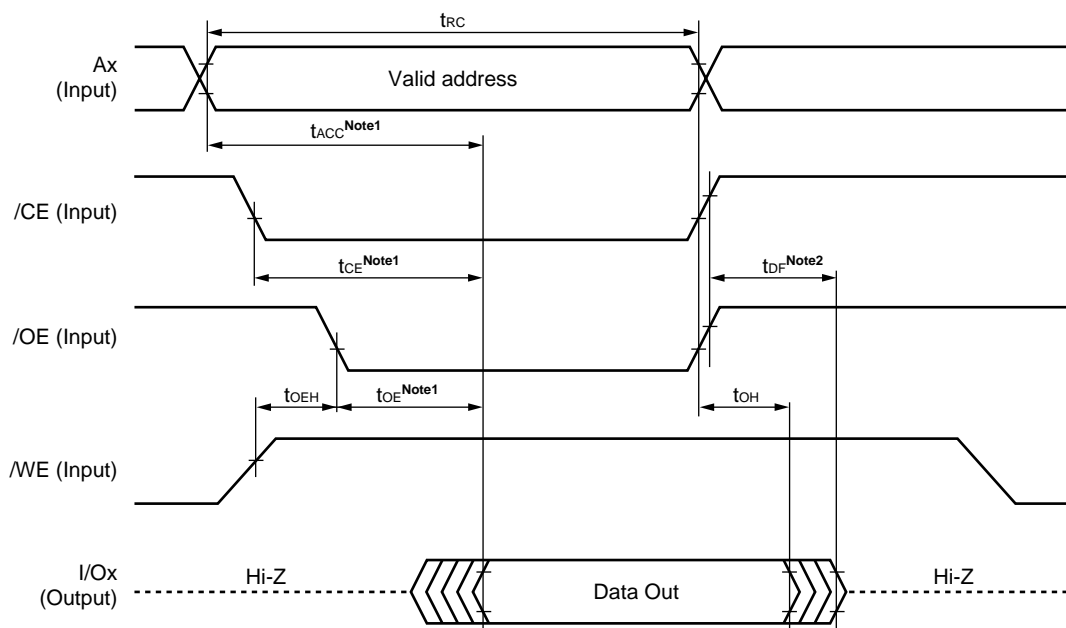 tRC
Ax
(Input)
Valid address
tACCNote1
/CE (Input)
tCENote1
tDFNote2
/OE (Input)
tOEH
tOENote1
tOH
/WE (Input)
I/Ox
(Output)
Hi-Z
Data Out
Hi-Z